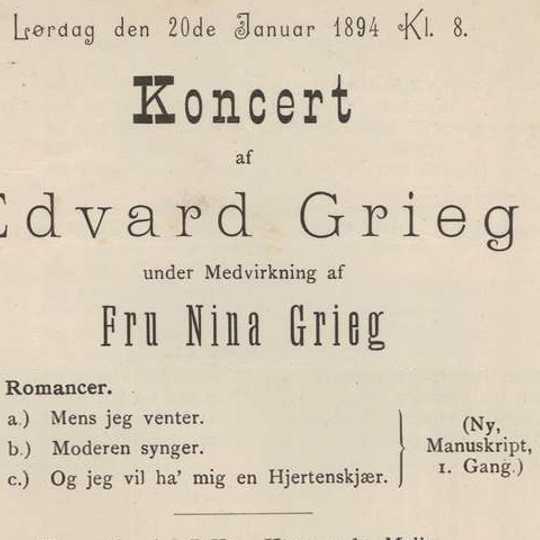 Lørdag den 20de Januar 1894 Kl. 8.
Koncert
af
Edvard Grieg
under Medvirkning af
Fru Nina Grieg
Romancer.
a.) Mens jeg venter.
b.) Moderen synger.
c.) Og jeg vil ha' mig en Hjertenskjær.
(Ny,
Manuskript,
1. Gang.)